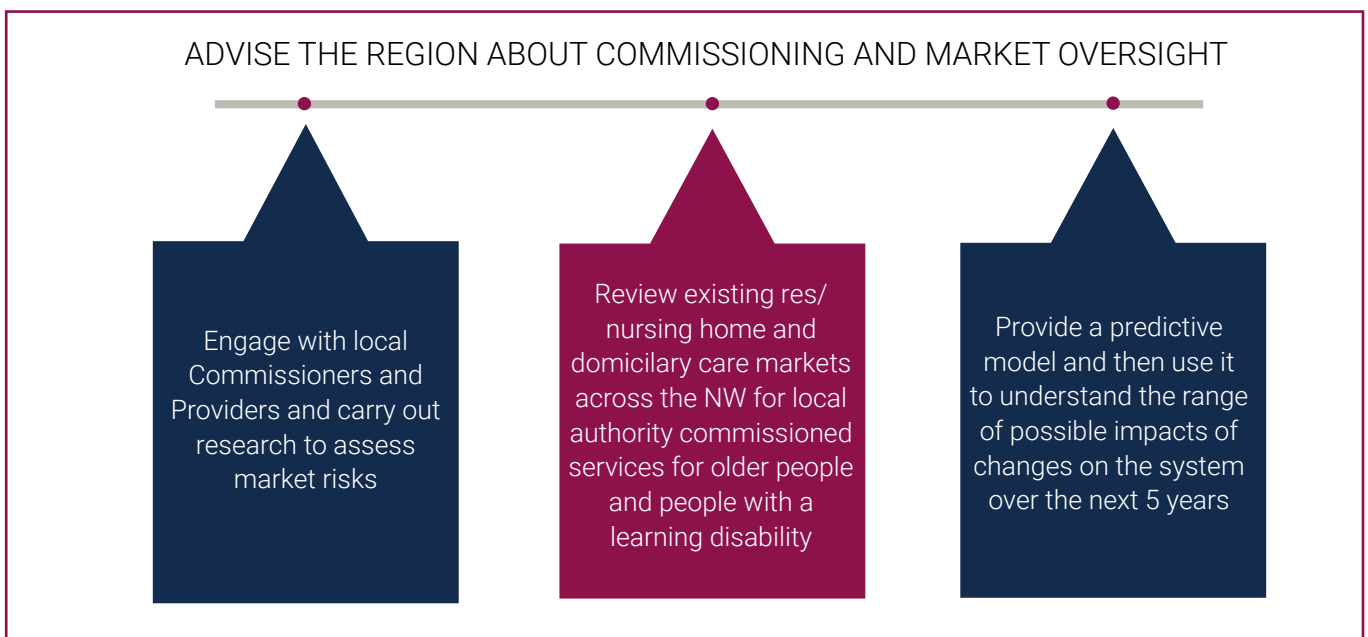 ADVISE THE REGION ABOUT COMMISSIONING AND MARKET OVERSIGHT
Engage with local
Commissioners and
Providers and carry out
research to assess
market risks
Review existing res/
nursing home and
domicilary care markets
across the NW for local
authority commissioned
services for older people
and people with a
learning disability
Provide a predictive
model and then use it
to understand the range
of possible impacts of
changes on the system
over the next 5 years